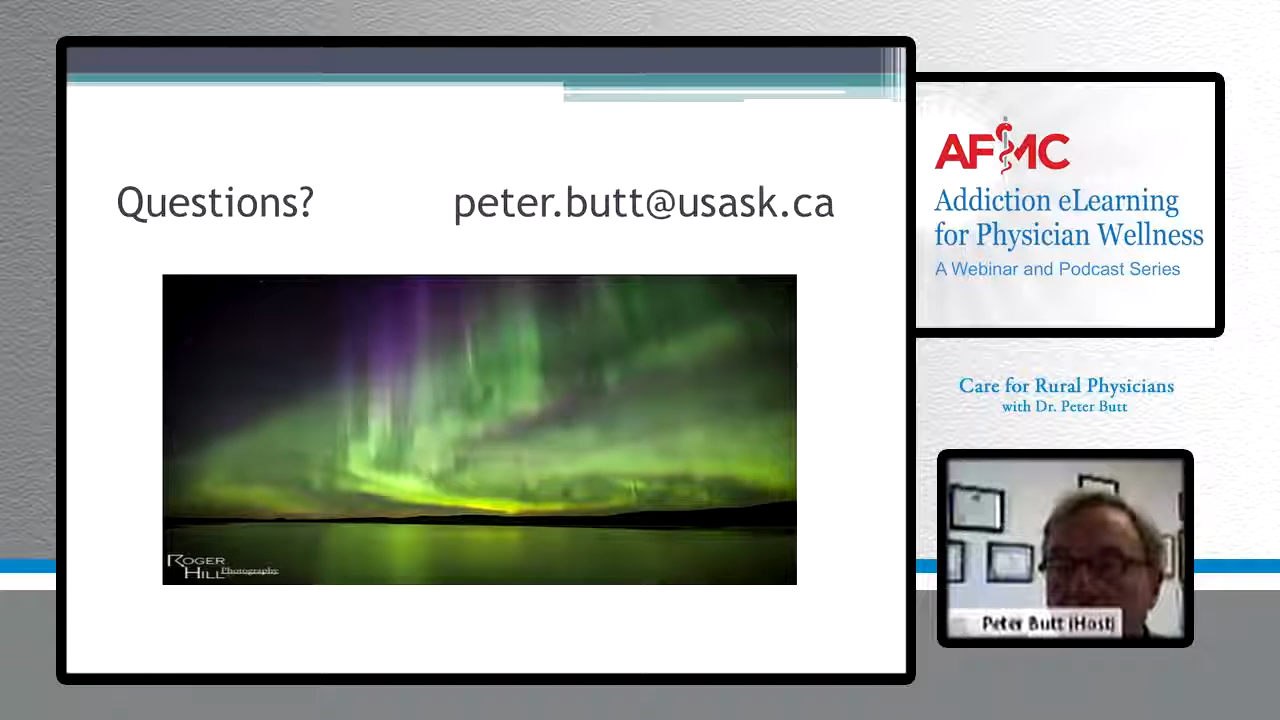 Questions? peter.butt@usask.ca
ROGER
HILL Photography
AFMC
Addiction eLearning
for Physician Wellness
A Webinar and Podcast Series
Care for Rural Physicians
with Dr. Peter Butt
Peter Butt (Host)